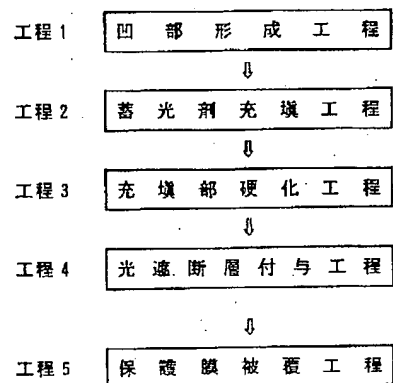 工程1 凹部形成工程
⇩
工程2 蓄光剤充塡工程
⇩
工程3 充塡部硬化工程
⇩
工程4 光遮断層付与工程
⇩
工程5 保護膜被覆工程